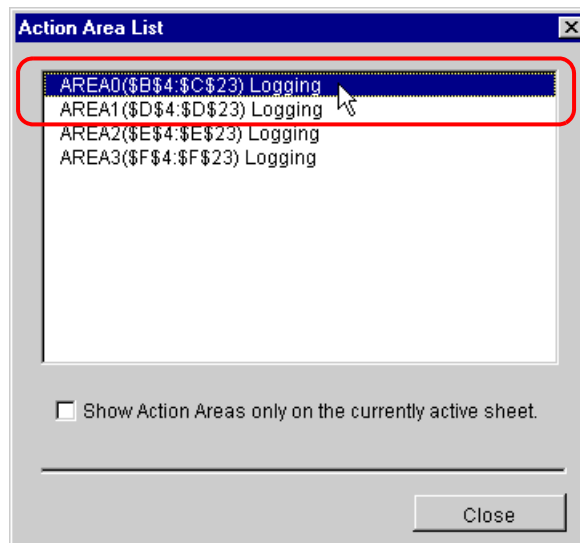 Action Area List
AREA0($B$4:$C$23) Logging
AREA1($D$4:$D$23) Logging
AREA2($E$4:$E$23) Logging
AREA3($F$4:$F$23) Logging
Show Action Areas only on the currently active sheet.
Close